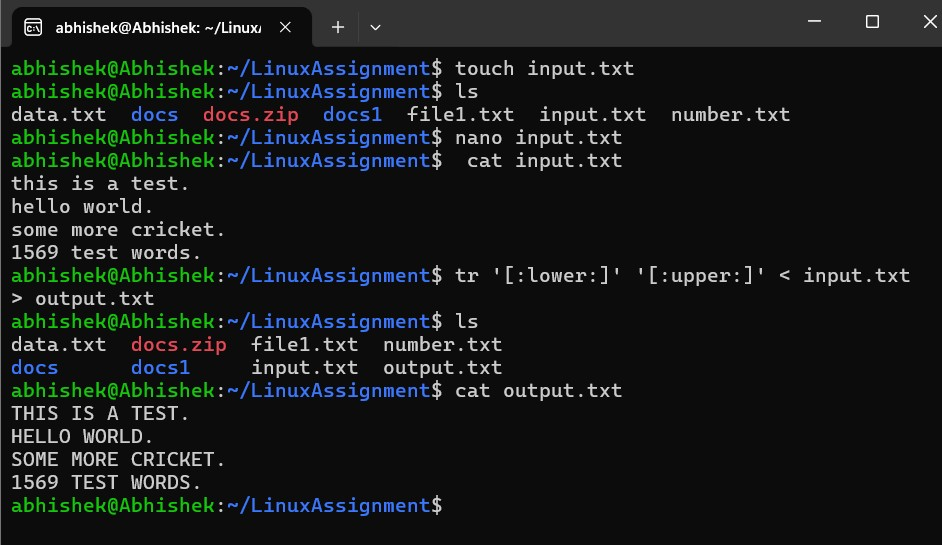 abhishek@Abhishek: ~/Linux/
abhishek@Abhishek:~/LinuxAssignment$ touch input.txt
abhishek@Abhishek:~/LinuxAssignment$ ls
data.txt  docs  docs.zip  docs1  file1.txt  input.txt  number.txt
abhishek@Abhishek:~/LinuxAssignment$ nano input.txt
abhishek@Abhishek:~/LinuxAssignment$  cat input.txt
this is a test.
hello world.
some more cricket.
1569 test words.
abhishek@Abhishek:~/LinuxAssignment$ tr '[:lower:]' '[:upper:]' < input.txt
> output.txt
abhishek@Abhishek:~/LinuxAssignment$ ls
data.txt  docs.zip  file1.txt  number.txt
docs      docs1     input.txt  output.txt
abhishek@Abhishek:~/LinuxAssignment$ cat output.txt
THIS IS A TEST.
HELLO WORLD.
SOME MORE CRICKET.
1569 TEST WORDS.
abhishek@Abhishek:~/LinuxAssignment$